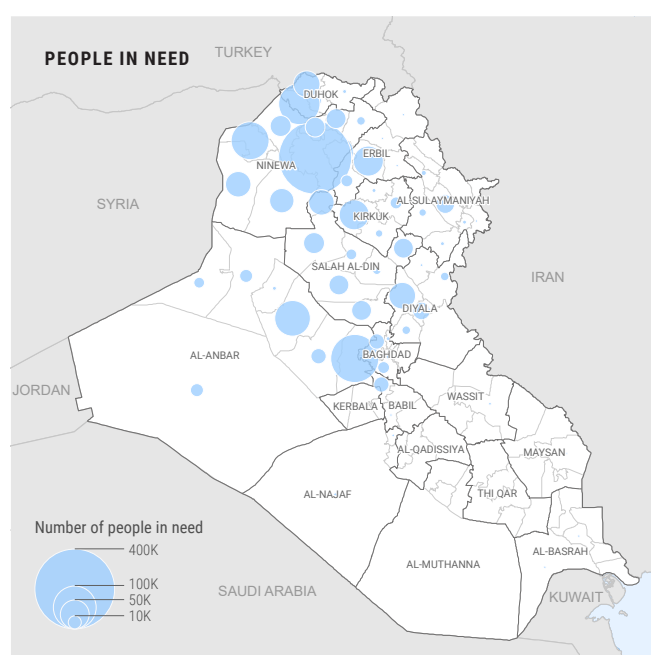 PEOPLE IN NEED
TURKEY
DUHOK
ERBIL
NINEWA
AL-SULAYMANIYAH
SYRIA
KIRKUK
SALAH AL-DIN
IRAN
DIYALA
BAGHDAD
AL-ANBAR
JORDAN
WASSIT
KERBALA
BABIL
AL-QADISSIYA
MAYSAN
AL-NAJAF
THI QAR
Number of people in need
400K
100K
50K
10K
AL-BASRAH
AL-MUTHANNA
SAUDI ARABIA
KUWAIT